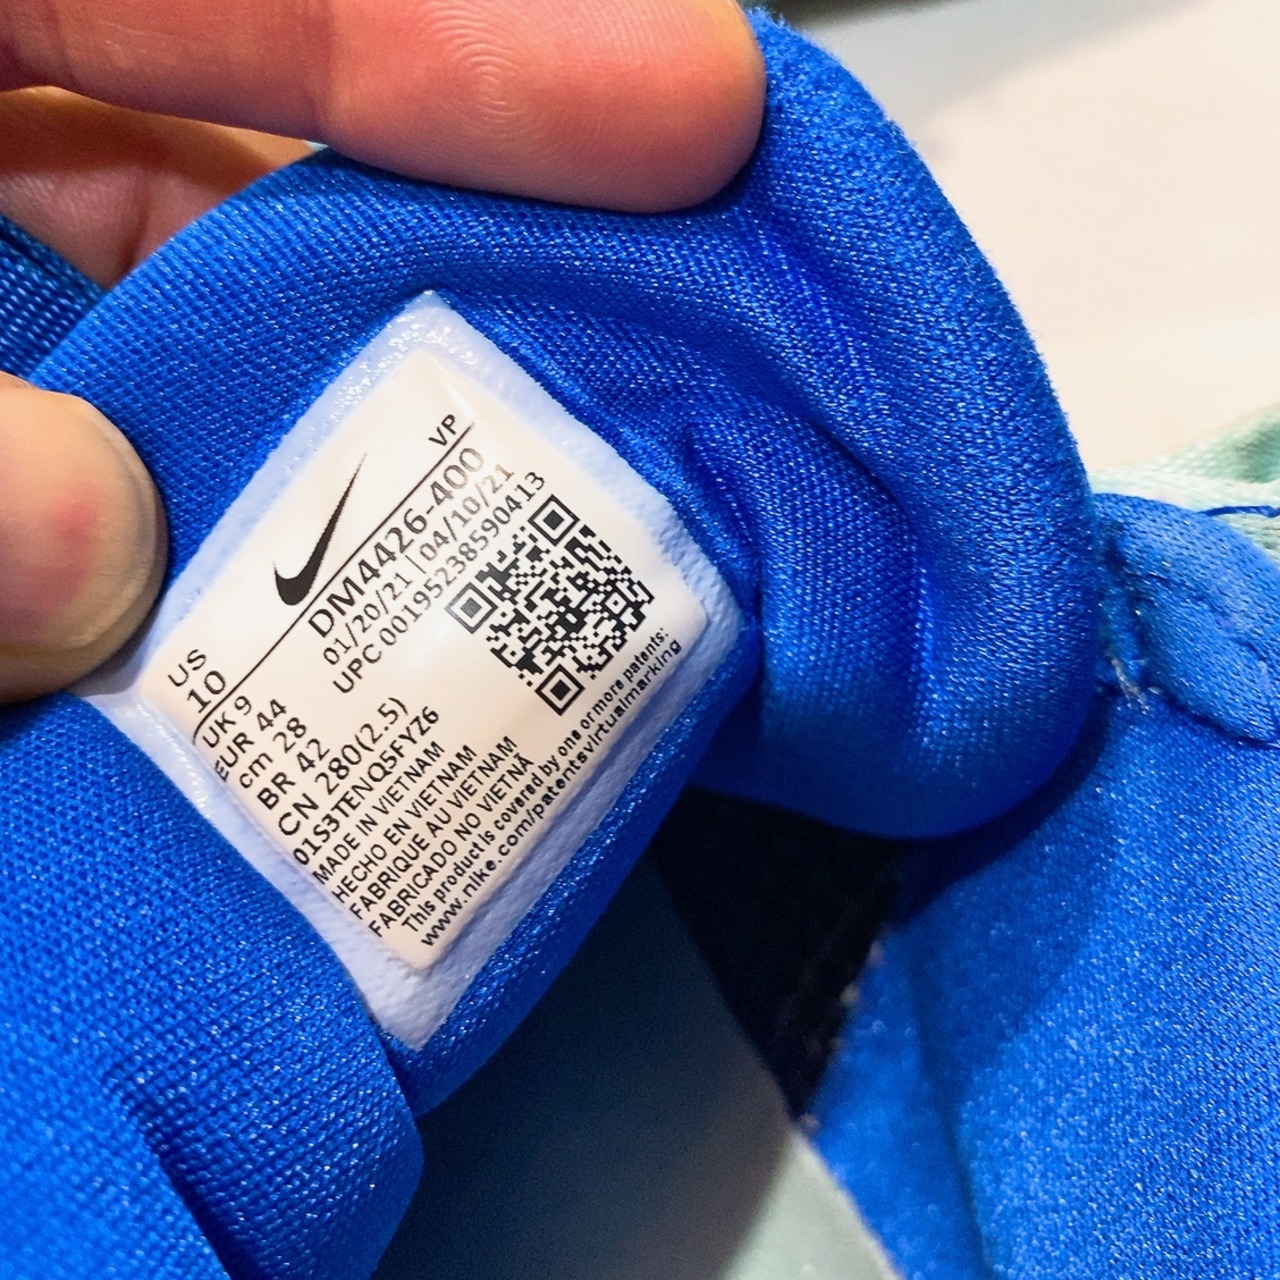 VP
DM4426-400
01/20/21 | 04/10/21
UPC 00195238590413
US
10
UK 9
EUR 44
cm 28
BR 42
CN 280(2.5)
01S3TENQ5FYZ6
MADE IN VIETNAM
HECHO EN VIETNAM
FABRIQUE AU VIETNAM
FABRICADO NO VIETNÃ
This product is covered by one or more patents:
www.nike.com/patentsvirtualmarking